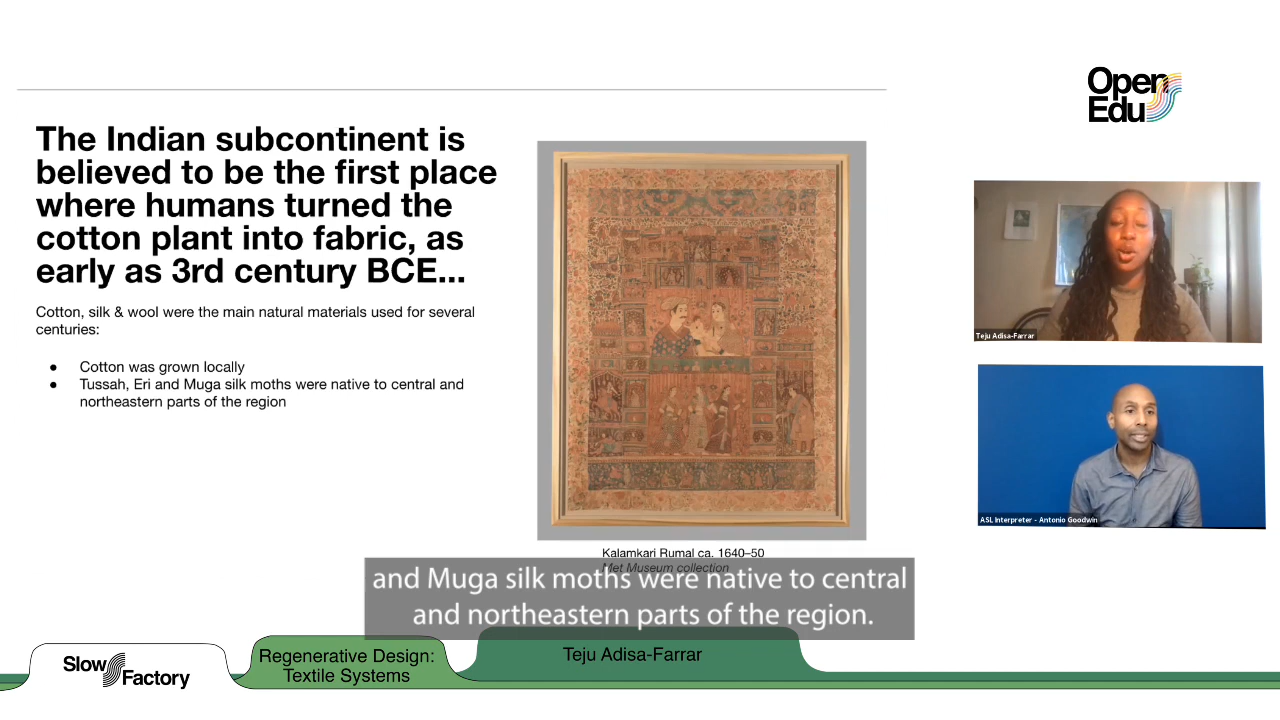 Open
Edu
The Indian subcontinent is
believed to be the first place
where humans turned the
cotton plant into fabric, as
early as 3rd century BCE...
Cotton, silk & wool were the main natural materials used for several
centuries:
● Cotton was grown locally
● Tussah, Eri and Muga silk moths were native to central and
northeastern parts of the region
Kalamkari Rumal ca. 1640–50
Met Museum collection
Teju Adisa-Farrar
ASL Interpreter - Antonio Goodwin
and Muga silk moths were native to central
and northeastern parts of the region.
Slow
Factory
Regenerative Design:
Textile Systems
Teju Adisa-Farrar